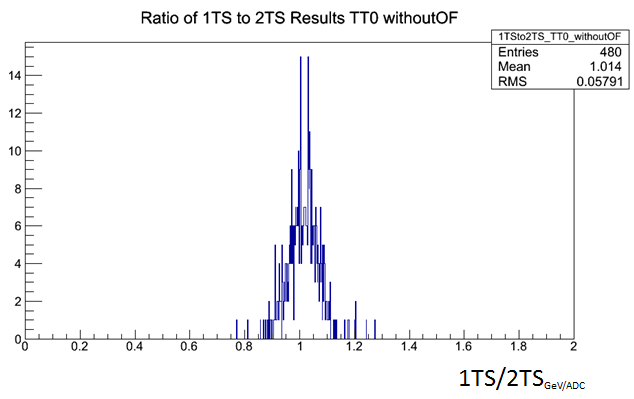 Ratio of 1TS to 2TS Results TT0 withoutOF
1TSto2TS_TT0_withoutOF
Entries 480
Mean 1.014
RMS 0.05791
14
12
10
8
6
4
2
0
0 0.2 0.4 0.6 0.8 1 1.2 1.4 1.6 1.8 2
1TS/2TSGeV/ADC